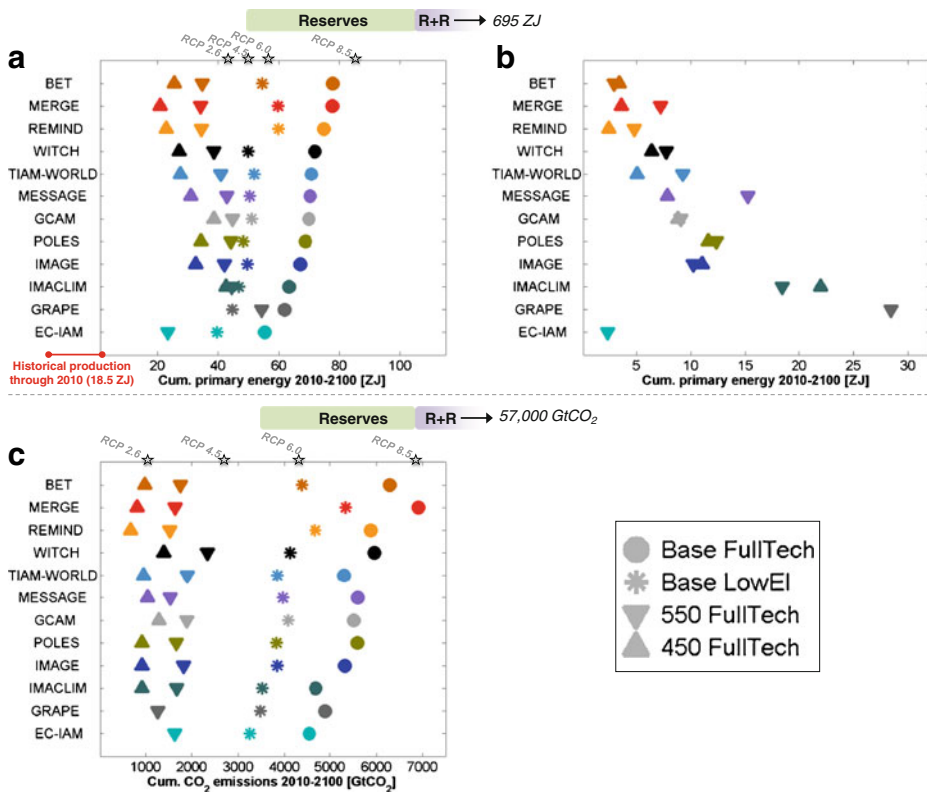 Reserves R+R 695 ZJ
RCP 2.6 RCP 4.5 RCP 6.0 RCP 8.5
a
BET
MERGE
REMIND
WITCH
TIAM-WORLD
MESSAGE
GCAM
POLES
IMAGE
IMACLIM
GRAPE
EC-IAM
Historical production
through 2010 (18.5 ZJ)
20 40 60 80 100
Cum. primary energy 2010-2100 [ZJ]
b
BET
MERGE
REMIND
WITCH
TIAM-WORLD
MESSAGE
GCAM
POLES
IMAGE
IMACLIM
GRAPE
EC-IAM
5 10 15 20 25 30
Cum. primary energy 2010-2100 [ZJ]
Reserves R+R 57,000 GtCO2
RCP 2.6 RCP 4.5 RCP 6.0 RCP 8.5
c
BET
MERGE
REMIND
WITCH
TIAM-WORLD
MESSAGE
GCAM
POLES
IMAGE
IMACLIM
GRAPE
EC-IAM
1000 2000 3000 4000 5000 6000 7000
Cum. CO2 emissions 2010-2100 [GtCO2]
Base FullTech
Base LowEI
550 FullTech
450 FullTech